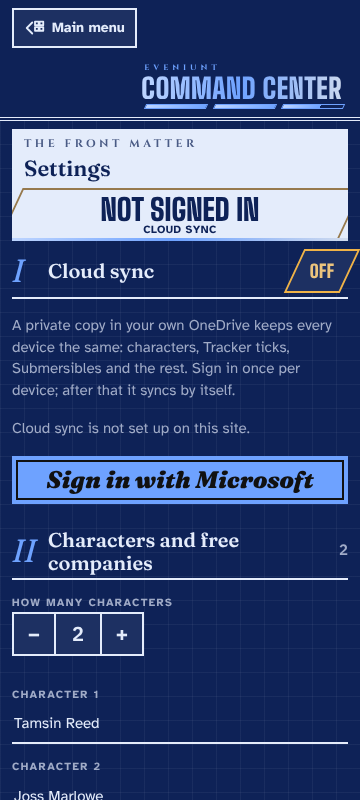 Main menu
EVENIUNT
COMMAND CENTER
THE FRONT MATTER
Settings
NOT SIGNED IN
CLOUD SYNC
I Cloud sync OFF
A private copy in your own OneDrive keeps every
device the same: characters, Tracker ticks,
Submersibles and the rest. Sign in once per
device; after that it syncs by itself.
Cloud sync is not set up on this site.
Sign in with Microsoft
II Characters and free
companies 2
HOW MANY CHARACTERS
− 2 +
CHARACTER 1
Tamsin Reed
CHARACTER 2
Joss Marlowe